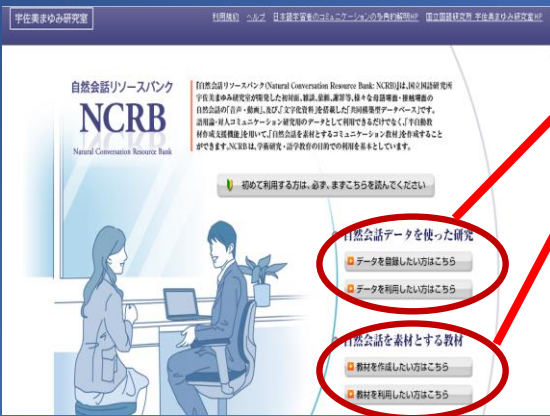 宇佐美まゆみ研究室
利用規約 ヘルプ 日本語学習者のコミュニケーションの多角的解明HP 国立国語研究所 宇佐美まゆみ研究室HP
自然会話リソースバンク
NCRB
Natural Conversation Resource Bank
『自然会話リソースバンク(Natural Conversation Resource Bank: NCRB)』は、国立国語研究所
宇佐美まゆみ研究室が開発した初対面、雑談、依頼、謝罪等、様々な母語場面・接触場面の
自然会話の「音声・動画」、及び、「文字化資料」を搭載した「共同構築型データベース」です。
語用論・対人コミュニケーション研究用のデータとして利用できるだけでなく、「半自動教
材作成支援機能」を用いて、「自然会話を素材とするコミュニケーション教材」を作成すること
ができます。NCRBは、学術研究・語学教育の目的での利用を基本としています。
初めて利用する方は、必ず、まずこちらを読んでください
自然会話データを使った研究
データを登録したい方はこちら
データを利用したい方はこちら
自然会話を素材とする教材
教材を作成したい方はこちら
教材を利用したい方はこちら